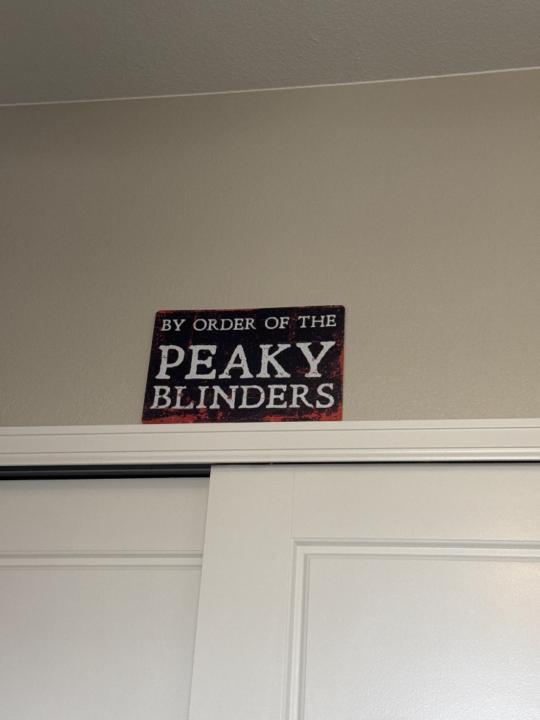 BY ORDER OF THE
PEAKY
BLINDERS